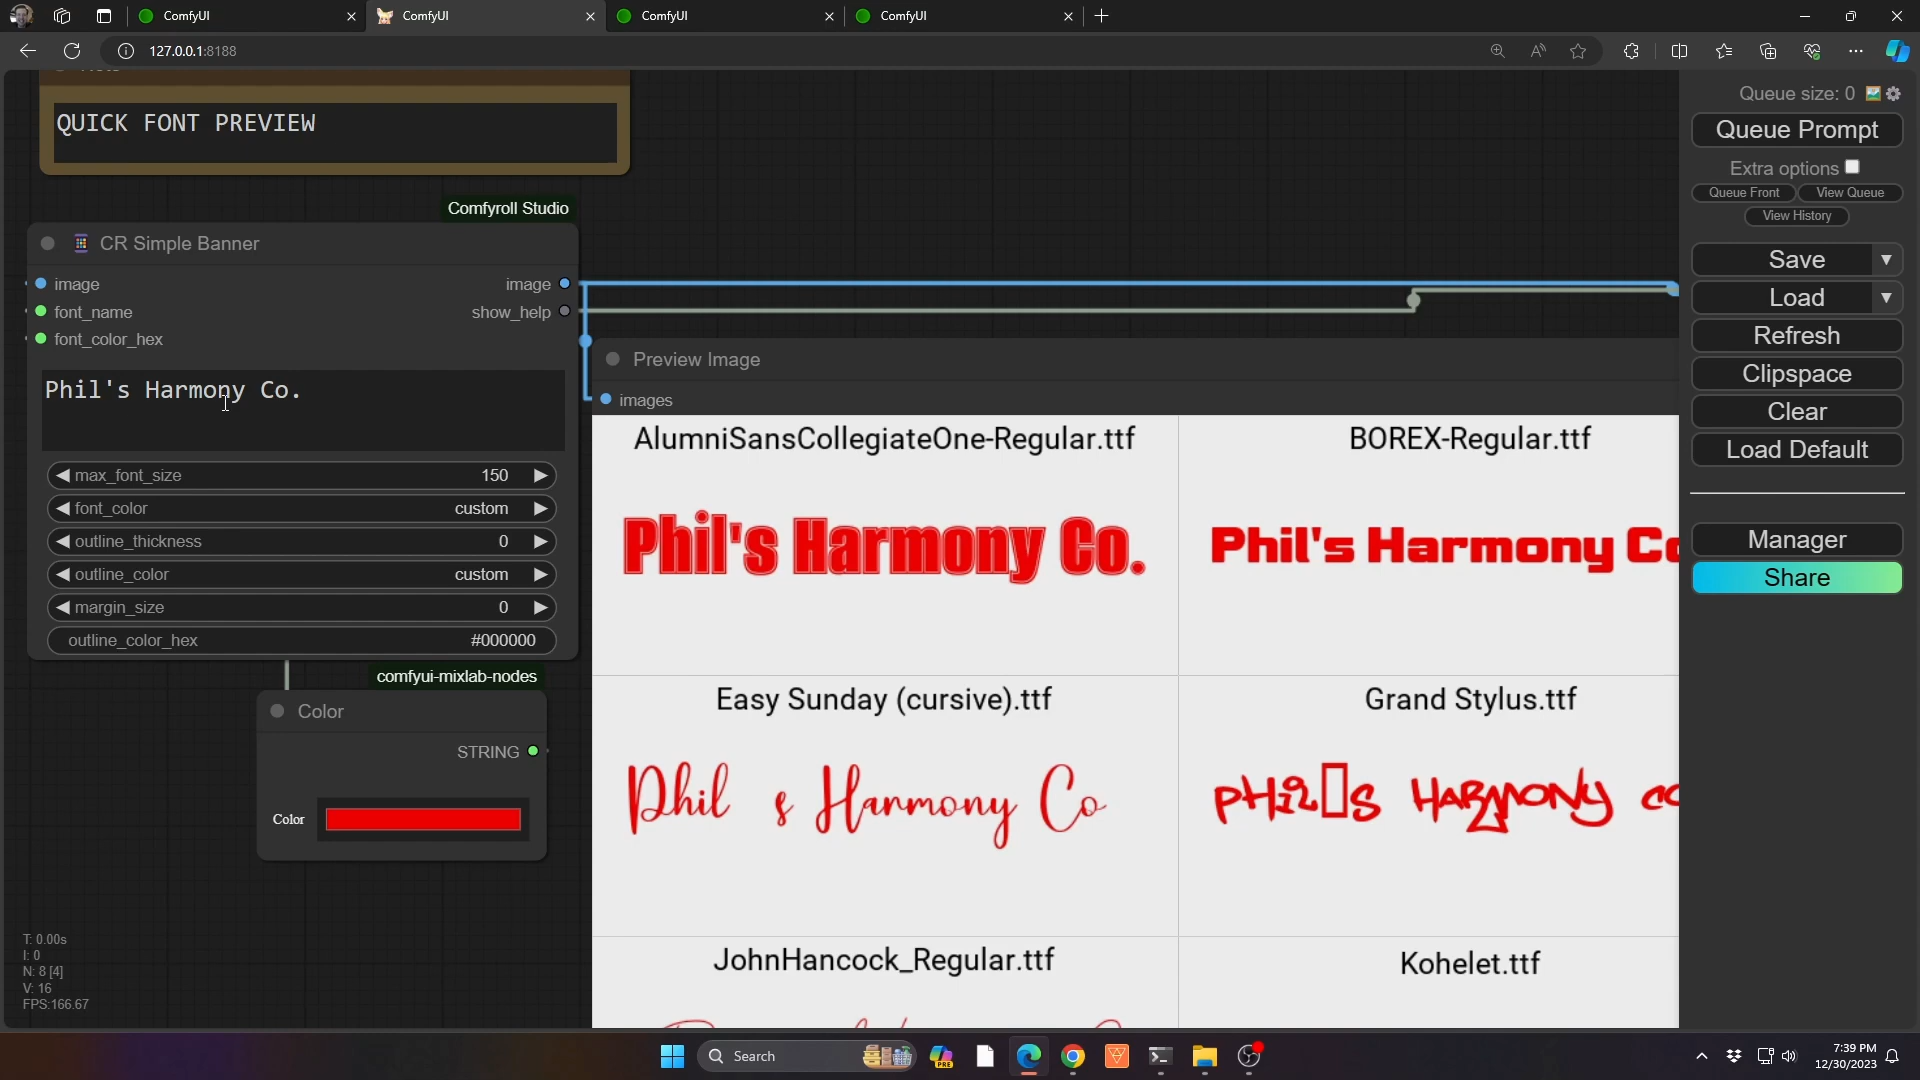 ComfyUI
ComfyUI
ComfyUI
ComfyUI
127.0.0.1:8188
QUICK FONT PREVIEW
Comfyroll Studio
CR Simple Banner
image
image
font_name
show_help
font_color_hex
Phil's Harmony Co.
max_font_size 150
font_color custom
outline_thickness 0
outline_color custom
margin_size 0
outline_color_hex #000000
comfyui-mixlab-nodes
Color
STRING
Color
T: 0.00s
I: 0
N: 8 [4]
V: 16
FPS:166.67
Preview Image
images
AlumniSansCollegiateOne-Regular.ttf
BOREX-Regular.ttf
Phil's Harmony Co.
Phil's Harmony Co
Easy Sunday (cursive).ttf
Grand Stylus.ttf
Phil s Harmony Co
PHil▯s HARMONY CO
JohnHancock_Regular.ttf
Kohelet.ttf
Queue size: 0
Queue Prompt
Extra options
Queue Front
View Queue
View History
Save
Load
Refresh
Clipspace
Clear
Load Default
Manager
Share
Search
PRE
7:39 PM
12/30/2023